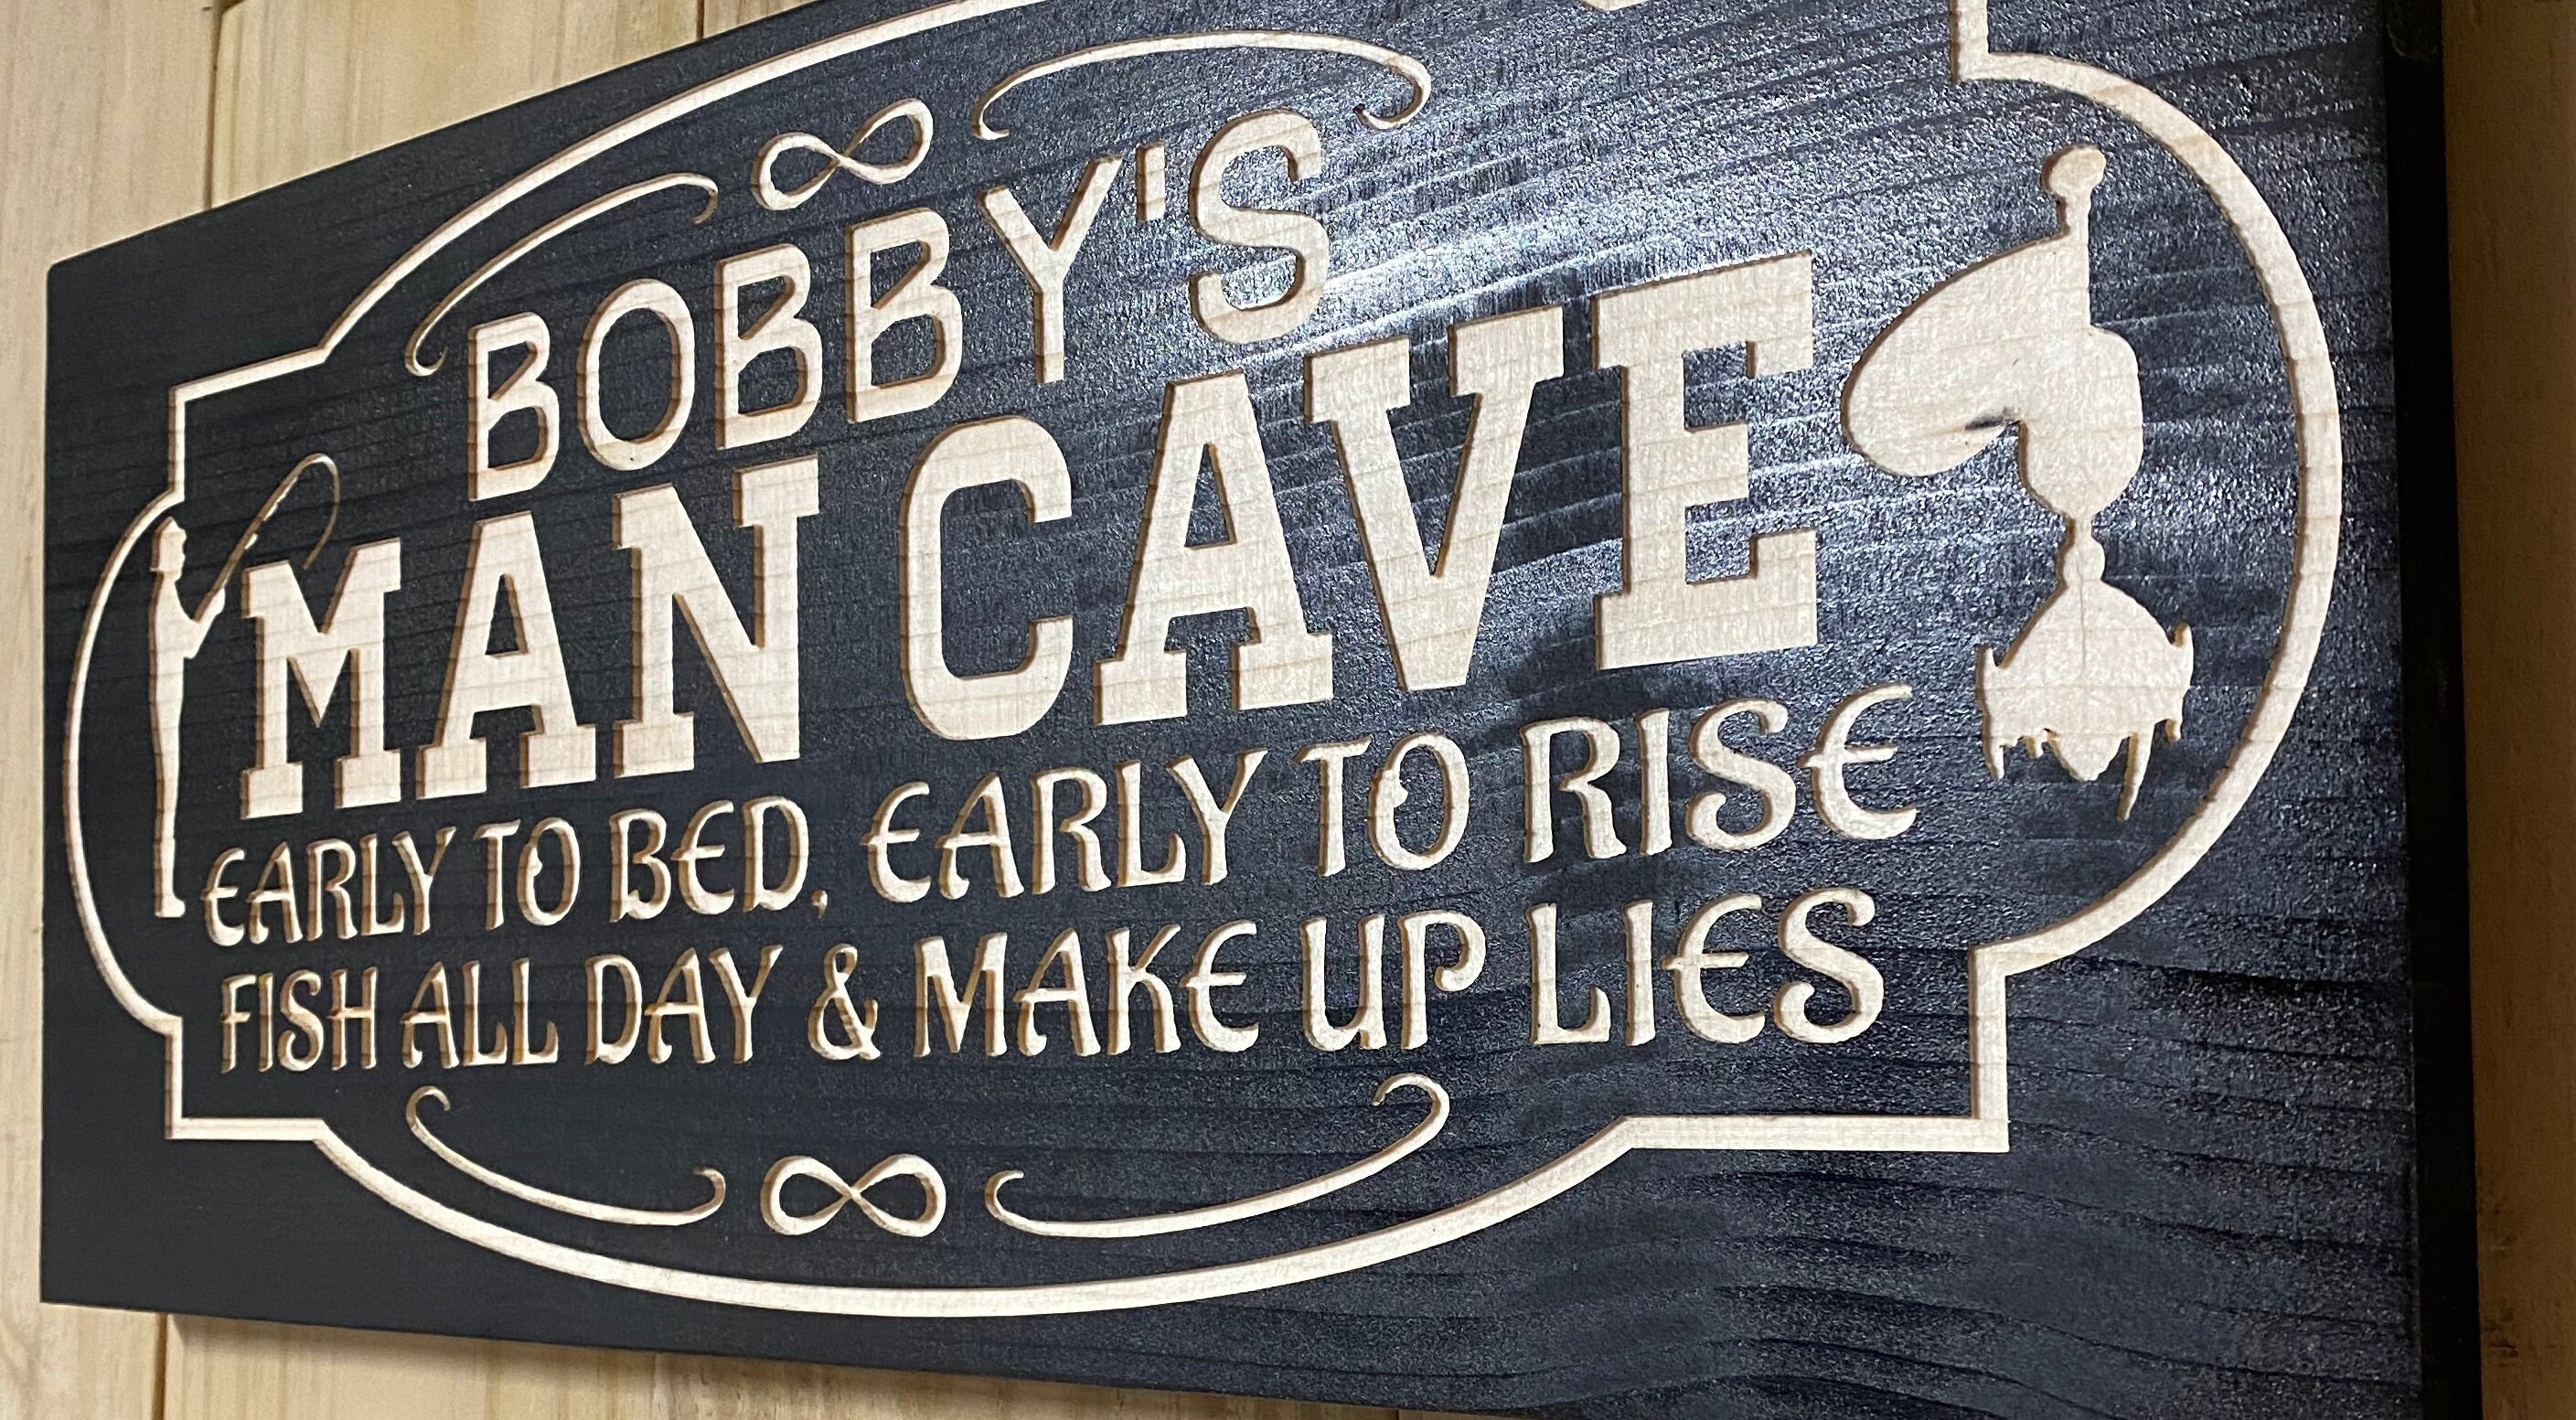 BOBBY'S
MAN CAVE
EARLY TO BED, EARLY TO RISE
FISH ALL DAY & MAKE UP LIES